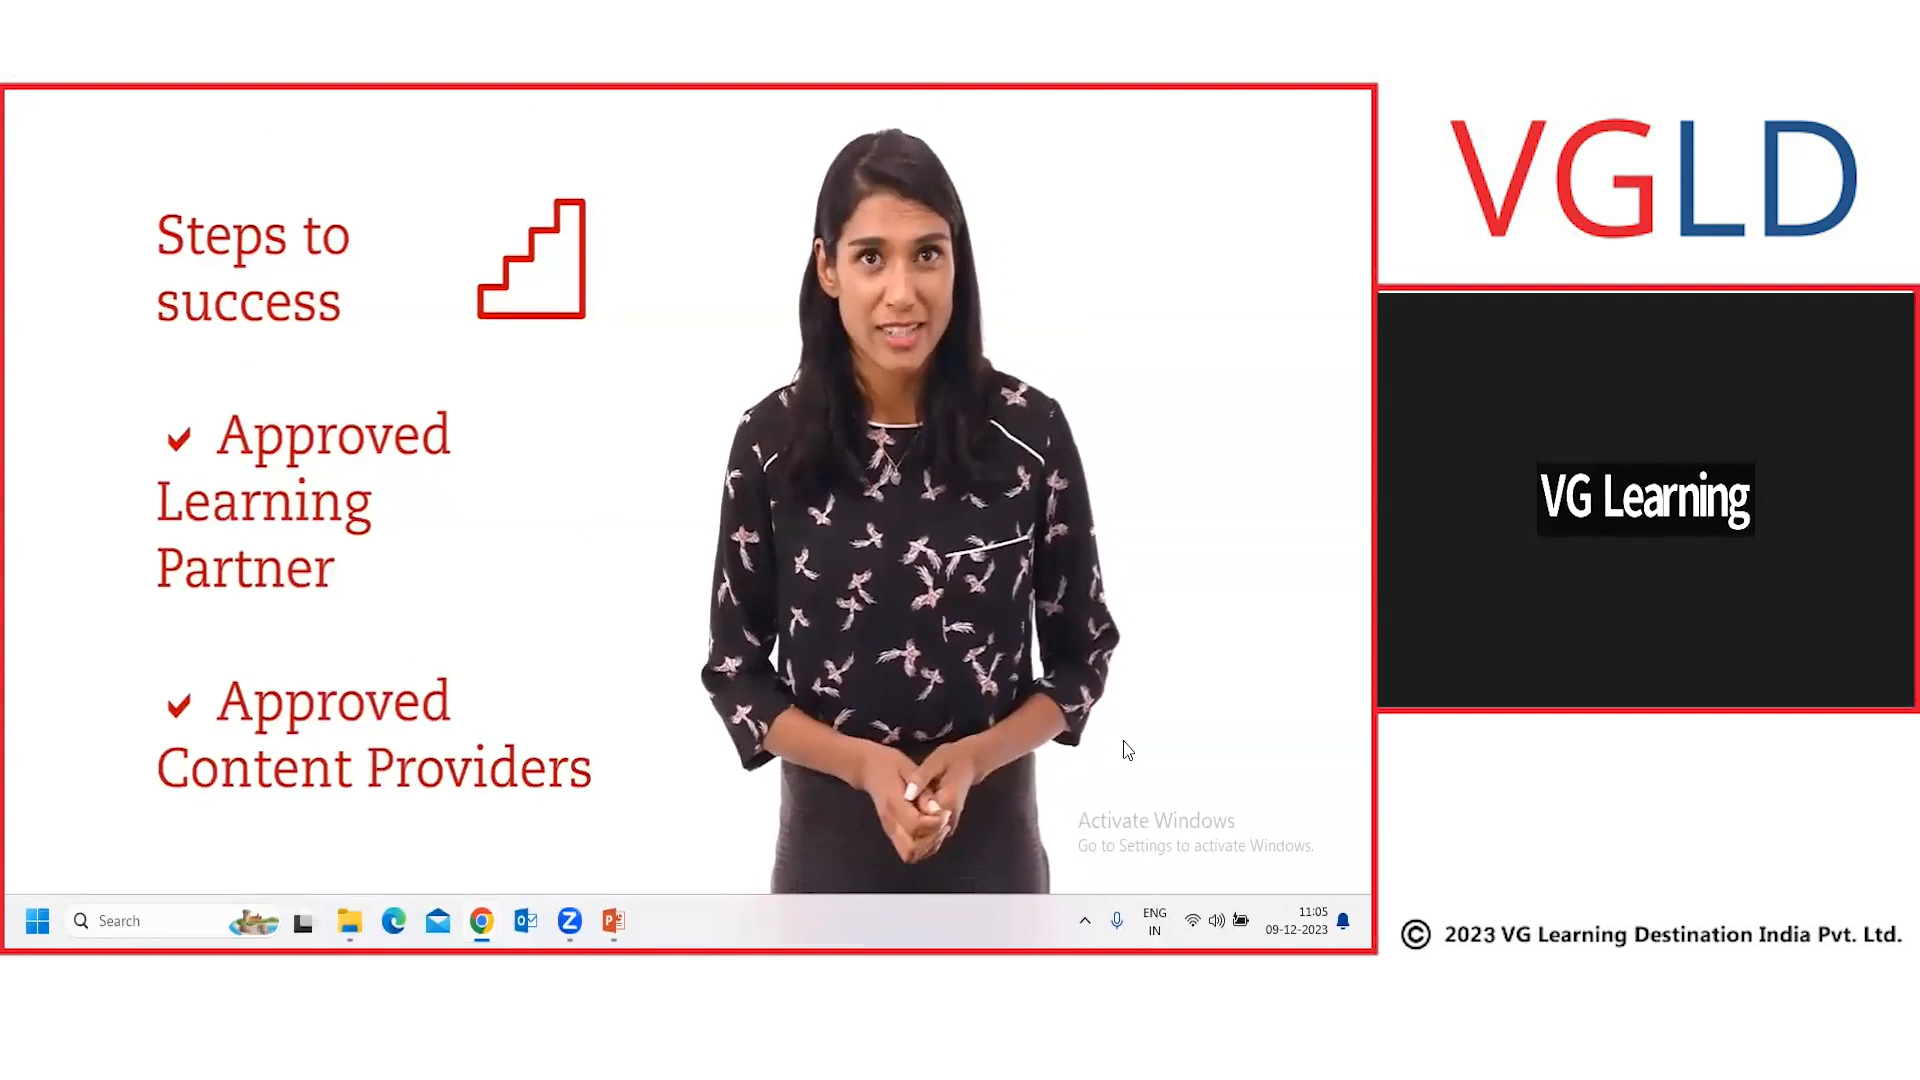 Steps to
success
Approved
Learning
Partner
Approved
Content Providers
Activate Windows
Go to Settings to activate Windows.
Search
ENG
IN
11:05
09-12-2023
VGLD
VG Learning
© 2023 VG Learning Destination India Pvt. Ltd.